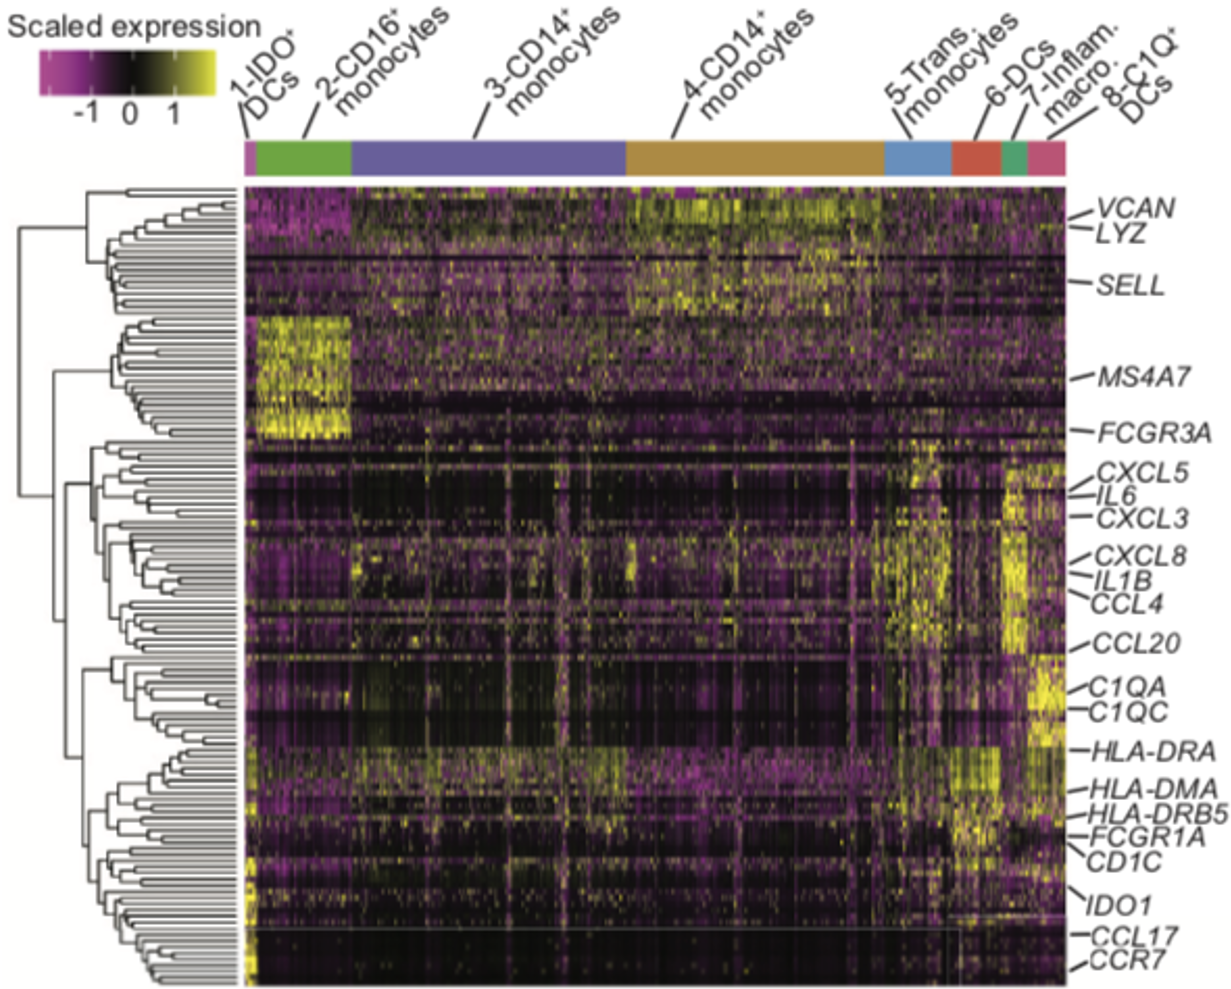 Scaled expression
-1 0 1
1-IDO⁺
DCs
2-CD16⁺
monocytes
3-CD14⁺
monocytes
4-CD14⁺
monocytes
5-Trans.
monocytes
6-DCs
7-Inflam.
macro.
8-C1Q⁺
DCs
VCAN
LYZ
SELL
MS4A7
FCGR3A
CXCL5
IL6
CXCL3
CXCL8
IL1B
CCL4
CCL20
C1QA
C1QC
HLA-DRA
HLA-DMA
HLA-DRB5
FCGR1A
CD1C
IDO1
CCL17
CCR7